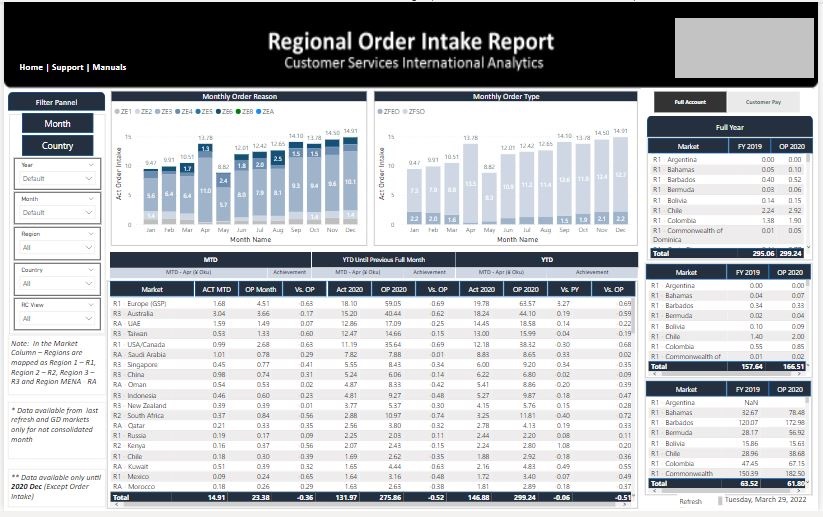 Regional Order Intake Report
Customer Services International Analytics
Home | Support | Manuals
Filter Pannel
Month
Country
Year
Default
Month
Default
Region
All
Country
All
RC View
All
Note: In the Market
Column – Regions are
mapped as Region 1 – R1,
Region 2 – R2, Region 3 –
R3 and Region MENA - RA
* Data available from last
refresh and GD markets
only for not consolidated
month
** Data available only until
2020 Dec (Except Order
Intake)
Monthly Order Reason
ZE1 ZE2 ZE3 ZE4 ZE5 ZE6 ZE8 ZEA
Act Order Intake
15
10
5
0
9.47 9.91 10.51 13.78 8.82 12.01 12.42 12.65 14.10 13.78 14.50 14.91
Jan Feb Mar Apr May Jun Jul Aug Sep Oct Nov Dec
Month Name
Monthly Order Type
ZFEO ZFSO
Act Order Intake
15
10
5
0
9.47 9.91 10.51 13.78 8.82 12.01 12.42 12.65 14.10 13.78 14.50 14.91
Jan Feb Mar Apr May Jun Jul Aug Sep Oct Nov Dec
Month Name
MTD YTD Until Previous Full Month YTD
MTD - Apr (¥ Oku) Achievement MTD - Apr (¥ Oku) Achievement MTD - Apr (¥ Oku) Achievement
Market ACT MTD OP Month Vs. OP Act 2020 OP 2020 Vs. OP Act 2020 OP 2020 Vs. PY Vs. OP
R1 Europe (GSP) 1.68 4.51 -0.63 18.10 59.05 -0.69 19.78 63.57 3.27 -0.69
R3 Australia 3.04 3.66 -0.17 15.20 40.44 -0.62 18.24 44.10 -0.19 -0.59
RA UAE 1.59 1.49 0.07 12.86 17.09 -0.25 14.45 18.58 0.14 -0.22
R3 Taiwan 0.53 1.33 -0.60 12.47 14.66 -0.15 13.00 15.99 0.04 -0.19
R1 USA/Canada 0.99 2.68 -0.63 11.19 35.64 -0.69 12.18 38.32 0.30 -0.68
RA Saudi Arabia 1.01 0.78 0.29 7.82 7.88 -0.01 8.83 8.65 0.33 0.02
R3 Singapore 0.45 0.77 -0.41 5.55 8.43 -0.34 6.00 9.20 -0.34 -0.35
R3 China 0.98 0.74 0.31 5.24 6.06 -0.14 6.22 6.80 0.02 -0.09
RA Oman 0.54 0.53 0.02 4.87 8.33 -0.42 5.41 8.86 0.20 -0.39
R3 Indonesia 0.46 0.60 -0.23 4.81 9.27 -0.48 5.27 9.87 0.18 -0.47
R3 New Zealand 0.39 0.39 0.01 3.77 5.37 -0.30 4.15 5.76 0.15 -0.28
R2 South Africa 0.37 0.84 -0.56 2.88 10.97 -0.74 3.25 11.81 0.40 -0.72
RA Qatar 0.21 0.33 -0.35 2.56 3.80 -0.32 2.78 4.13 0.19 -0.33
R1 Russia 0.19 0.17 0.09 2.25 2.03 0.11 2.44 2.20 0.08 0.11
R2 Kenya 0.16 0.37 -0.56 2.07 2.43 -0.15 2.24 2.80 1.08 -0.20
R1 Chile 0.18 0.30 -0.39 1.69 2.62 -0.35 1.88 2.92 -0.18 -0.36
RA Kuwait 0.51 0.39 0.32 1.65 4.44 -0.63 2.16 4.83 0.49 -0.55
R1 Mexico 0.09 0.24 -0.65 1.64 3.16 -0.48 1.72 3.40 0.07 -0.49
RA Morocco 0.18 0.26 -0.29 1.63 2.63 -0.38 1.81 2.89 0.18 -0.37
Total 14.91 23.38 -0.36 131.97 275.86 -0.52 146.88 299.24 -0.06 -0.51
Full Account Customer Pay
Full Year
Market FY 2019 OP 2020
R1 Argentina 0.00 0.00
R1 Bahamas 0.05 0.10
R1 Barbados 0.40 0.52
R1 Bermuda 0.03 0.06
R1 Bolivia 0.14 0.15
R1 Chile 2.24 2.92
R1 Colombia 1.38 1.90
R1 Commonwealth of 0.01 0.05
Dominica
Total 295.06 299.24
Market FY 2019 OP 2020
R1 Argentina 0.00 0.00
R1 Bahamas 0.04 0.07
R1 Barbados 0.34 0.33
R1 Bermuda 0.02 0.04
R1 Bolivia 0.10 0.09
R1 Chile 1.40 2.00
R1 Colombia 0.55 0.85
R1 Commonwealth of 0.01 0.02
Total 157.64 166.51
Market FY 2019 OP 2020
R1 Argentina NaN
R1 Bahamas 32.67 78.48
R1 Barbados 120.07 172.98
R1 Bermuda 28.17 56.92
R1 Bolivia 15.86 15.63
R1 Chile 28.96 38.68
R1 Colombia 47.45 67.15
R1 Commonwealth 150.39 182.50
Total 63.52 61.80
Refresh Tuesday, March 29, 2022